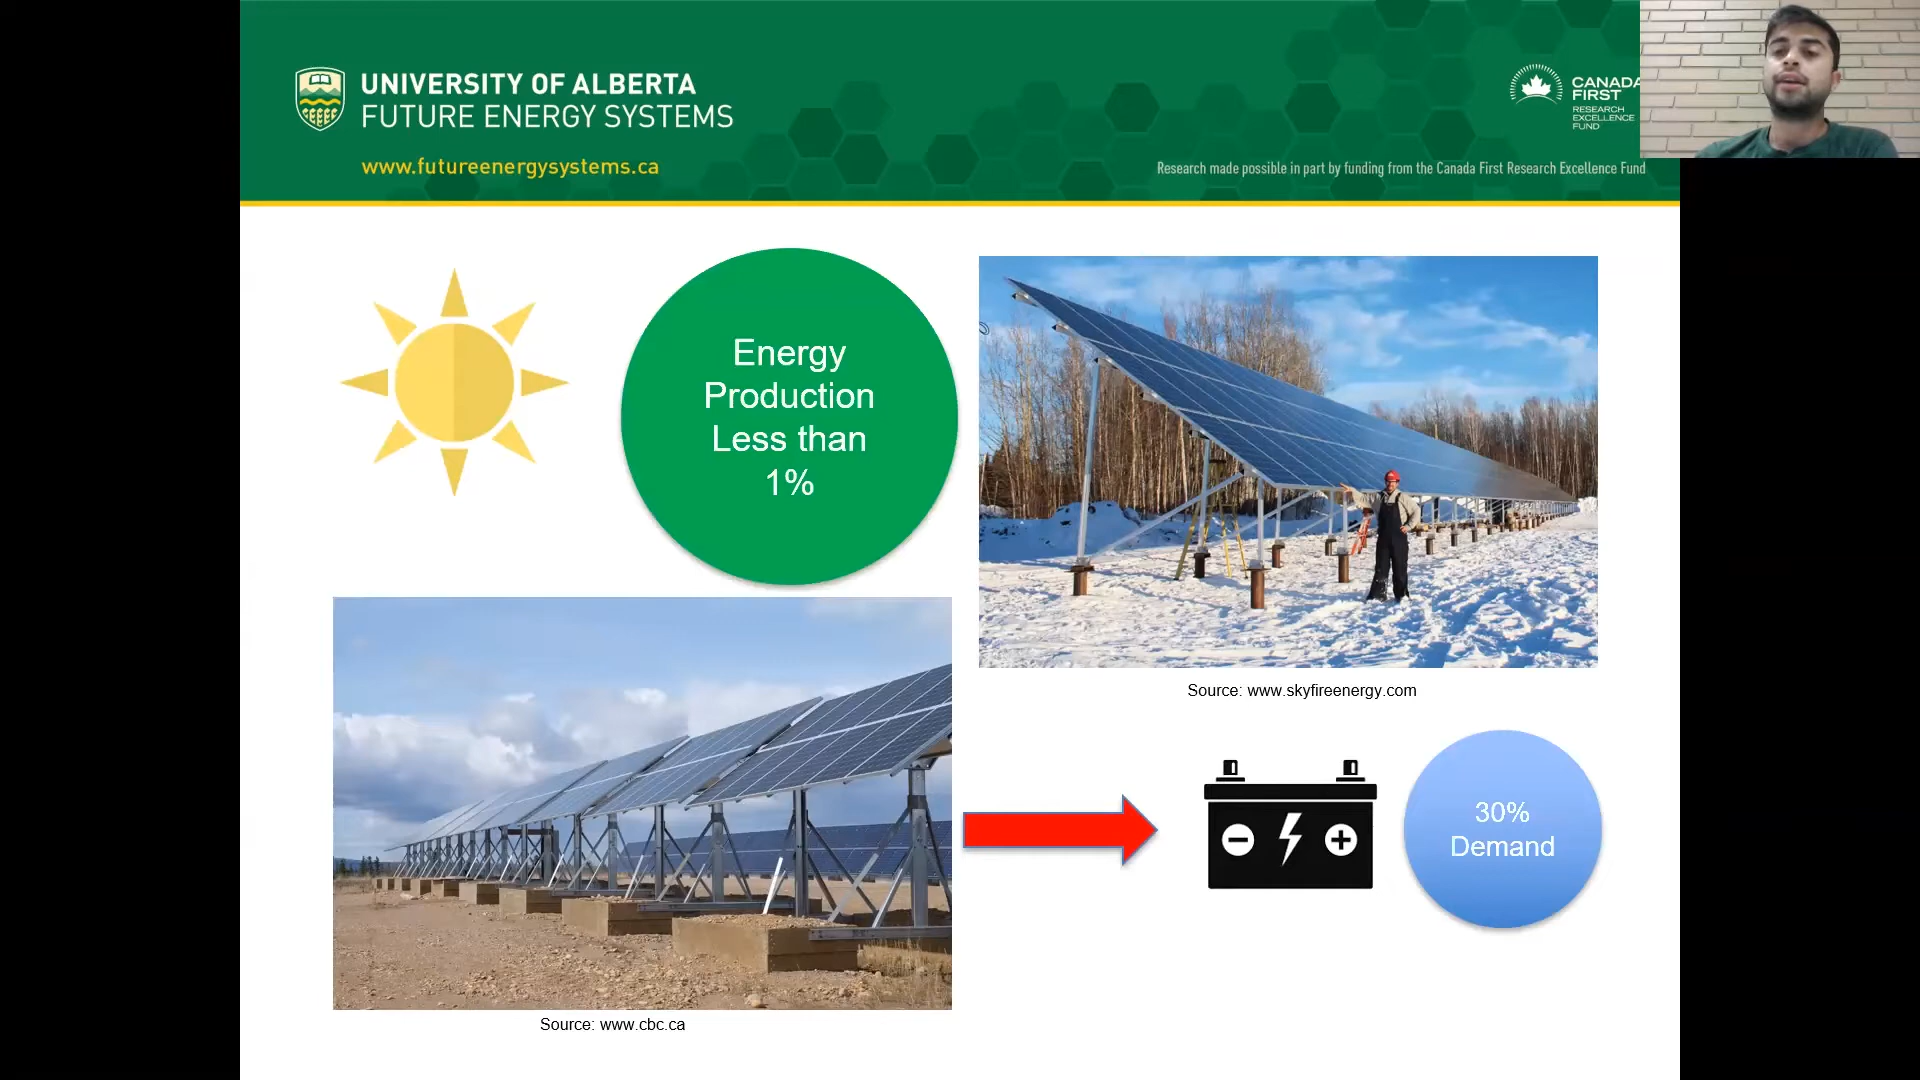 UNIVERSITY OF ALBERTA
FUTURE ENERGY SYSTEMS
www.futureenergysystems.ca
CANADA
FIRST
RESEARCH
EXCELLENCE
FUND
Research made possible in part by funding from the Canada First Research Excellence Fund
Energy
Production
Less than
1%
Source: www.skyfireenergy.com
30%
Demand
Source: www.cbc.ca